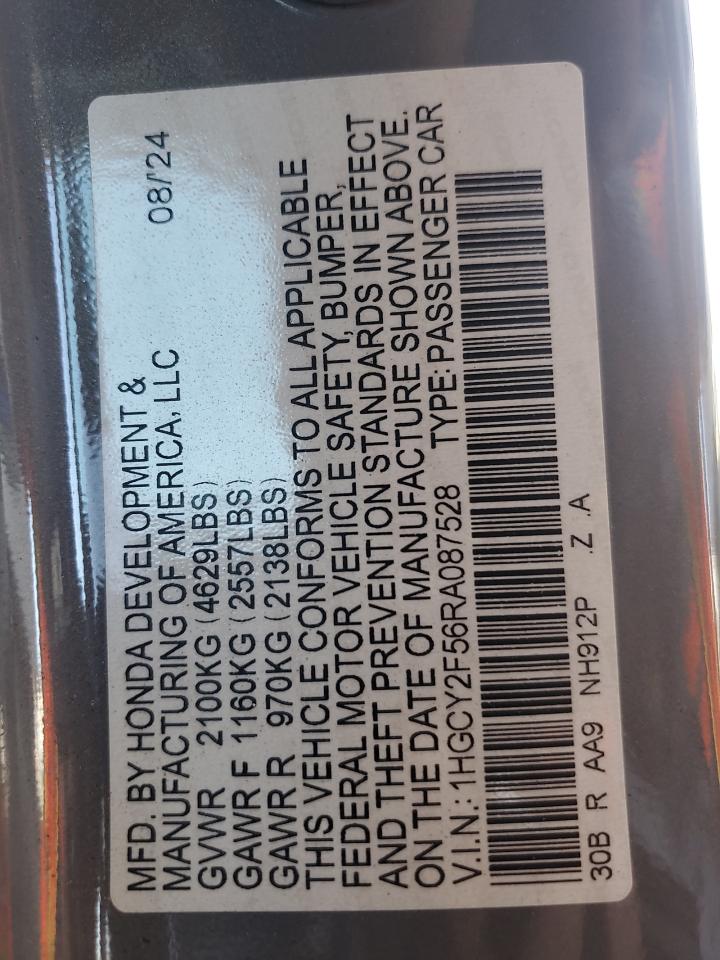 MFD. BY HONDA DEVELOPMENT &
MANUFACTURING OF AMERICA, LLC 08/'24
GVWR 2100KG (4629LBS)
GAWR F 1160KG (2557LBS)
GAWR R 970KG (2138LBS)
THIS VEHICLE CONFORMS TO ALL APPLICABLE
FEDERAL MOTOR VEHICLE SAFETY, BUMPER,
AND THEFT PREVENTION STANDARDS IN EFFECT
ON THE DATE OF MANUFACTURE SHOWN ABOVE.
V.I.N.: 1HGCY2F56RA087528 TYPE: PASSENGER CAR
30B R AA9 NH912P .Z .A